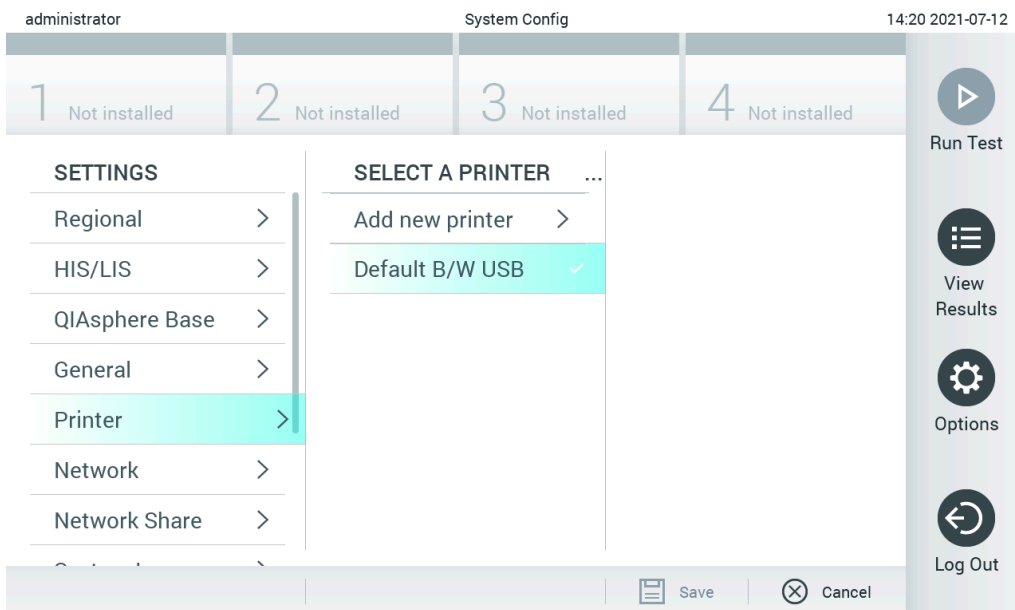 administrator
System Config
14:20 2021-07-12
1 Not installed
2 Not installed
3 Not installed
4 Not installed
Run Test
View
Results
Options
Log Out
SETTINGS
Regional
HIS/LIS
QIAsphere Base
General
Printer
Network
Network Share
SELECT A PRINTER ...
Add new printer
Default B/W USB
Save
Cancel